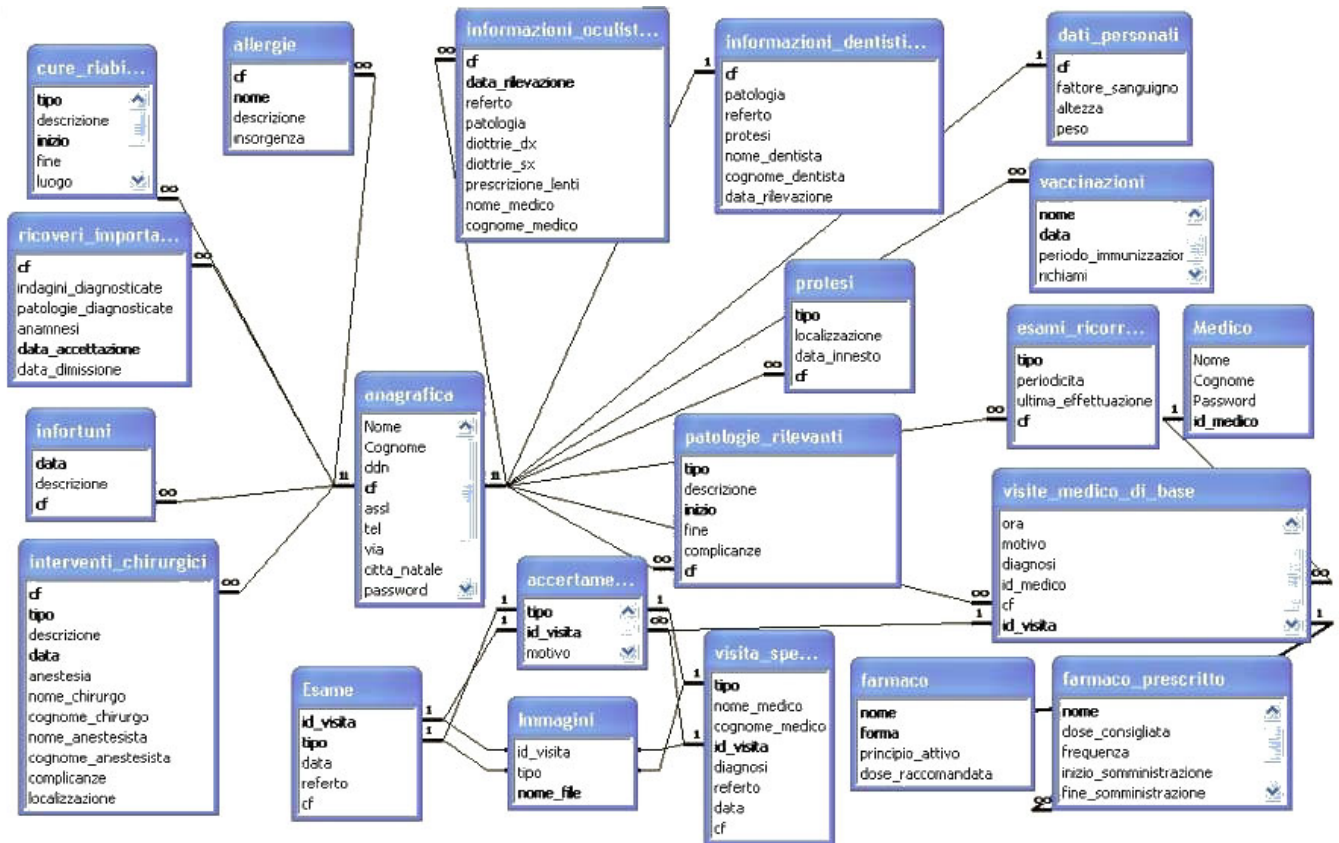 cure_riabi...
tipo
descrizione
inizio
fine
luogo
allergie
cf
nome
descrizione
insorgenza
informazioni_oculist...
cf
data_rilevazione
referto
patologia
diottrie_dx
diottrie_sx
prescrizione_lenti
nome_medico
cognome_medico
informazioni_dentisti...
cf
patologia
referto
protesi
nome_dentista
cognome_dentista
data_rilevazione
dati_personali
cf
fattore_sanguigno
altezza
peso
vaccinazioni
nome
data
periodo_immunizzazior
richiami
ricoveri_importa...
cf
indagini_diagnosticate
patologie_diagnosticate
anamnesi
data_accettazione
data_dimissione
protesi
tipo
localizzazione
data_innesto
cf
esami_ricorr...
tipo
periodicita
ultima_effettuazione
cf
Medico
Nome
Cognome
Password
id_medico
infortuni
data
descrizione
cf
anagrafica
Nome
Cognome
ddn
cf
assl
tel
via
citta_natale
password
patologie_rilevanti
tipo
descrizione
inizio
fine
complicanze
cf
visite_medico_di_base
ora
motivo
diagnosi
id_medico
cf
id_visita
interventi_chirurgici
cf
tipo
descrizione
data
anestesia
nome_chirurgo
cognome_chirurgo
nome_anestesista
cognome_anestesista
complicanze
localizzazione
accertame...
tipo
id_visita
motivo
Esame
id_visita
tipo
data
referto
cf
Immagini
id_visita
tipo
nome_file
visita_spe...
tipo
nome_medico
cognome_medico
id_visita
diagnosi
referto
data
cf
farmaco
nome
forma
principio_attivo
dose_raccomandata
farmaco_prescritto
nome
dose_consigliata
frequenza
inizio_somministrazione
fine_somministrazione